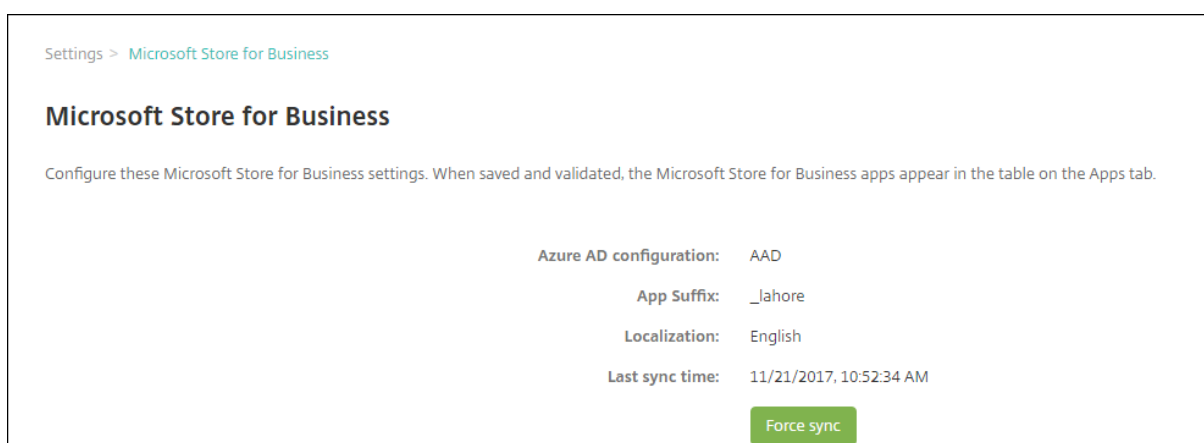 Settings > Microsoft Store for Business
Microsoft Store for Business
Configure these Microsoft Store for Business settings. When saved and validated, the Microsoft Store for Business apps appear in the table on the Apps tab.
Azure AD configuration: AAD
App Suffix: _lahore
Localization: English
Last sync time: 11/21/2017, 10:52:34 AM
Force sync